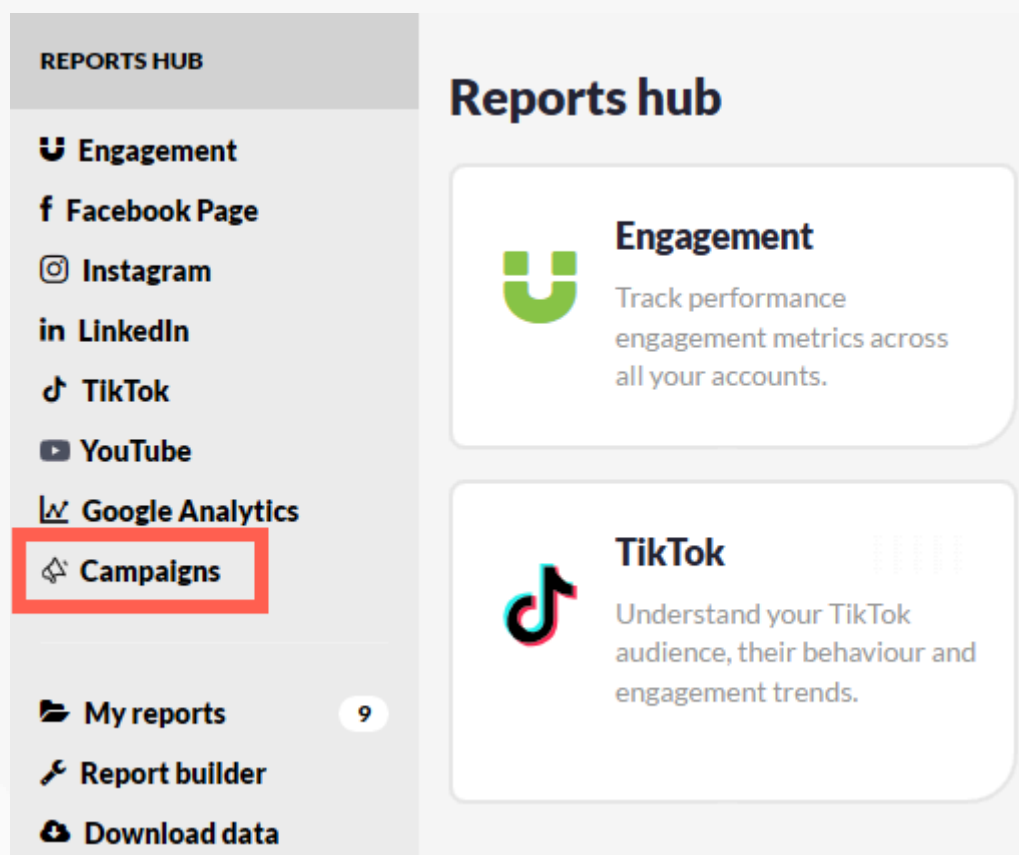 REPORTS HUB
Engagement
Facebook Page
Instagram
LinkedIn
TikTok
YouTube
Google Analytics
Campaigns
My reports 9
Report builder
Download data
Reports hub
Engagement
Track performance
engagement metrics across
all your accounts.
TikTok
Understand your TikTok
audience, their behaviour and
engagement trends.